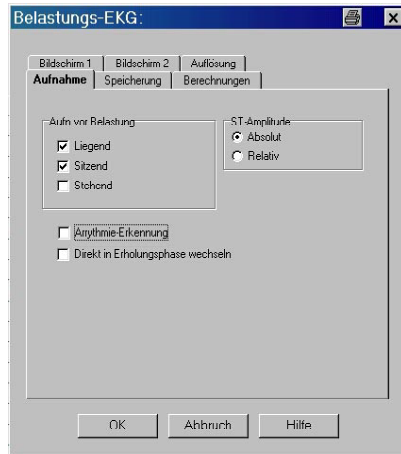 Belastungs-EKG:
Bildschirm 1 Bildschirm 2 Auflösung
Aufnahme Speicherung Berechnungen
Aufn vor Belastung ST-Amplitude
Liegend Absolut
Sitzend Relativ
Stehend
Arrythmie-Erkennung
Direkt in Erholungsphase wechseln
OK Abbruch Hilfe